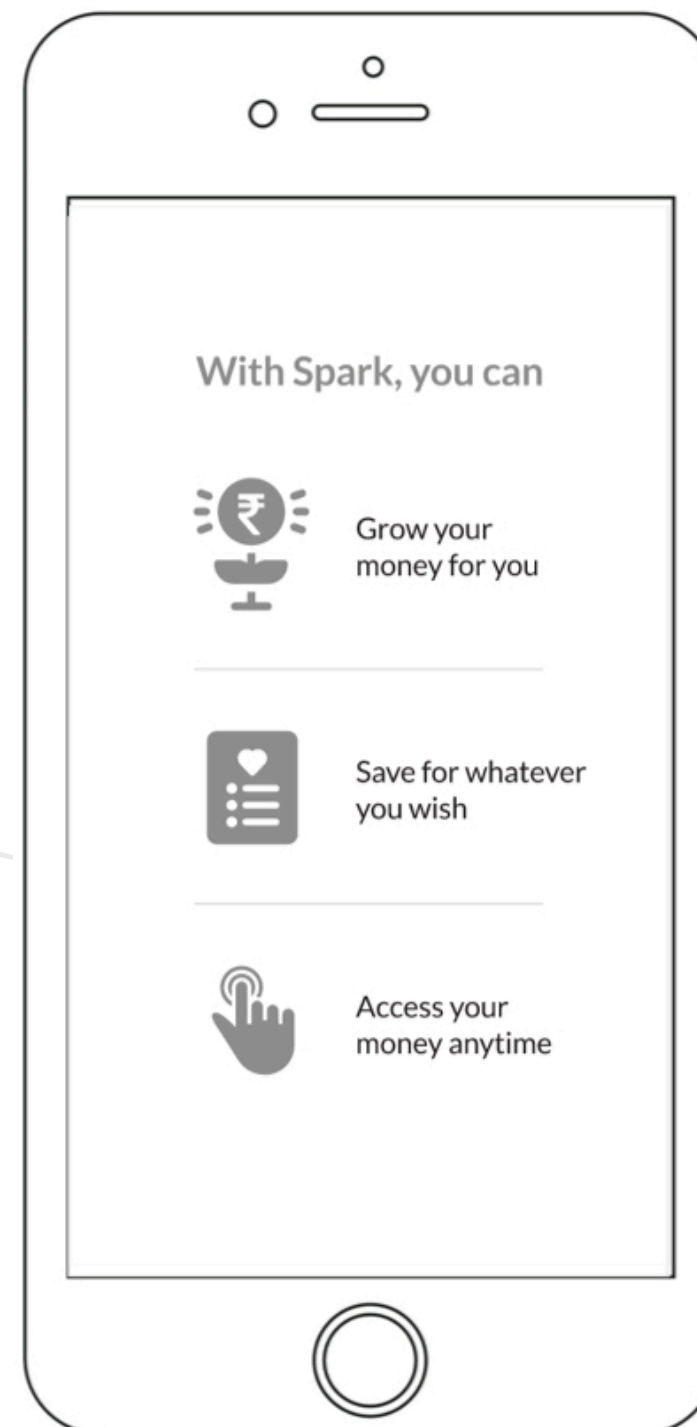 With Spark, you can
₹
Grow your
money for you
Save for whatever
you wish
Access your
money anytime